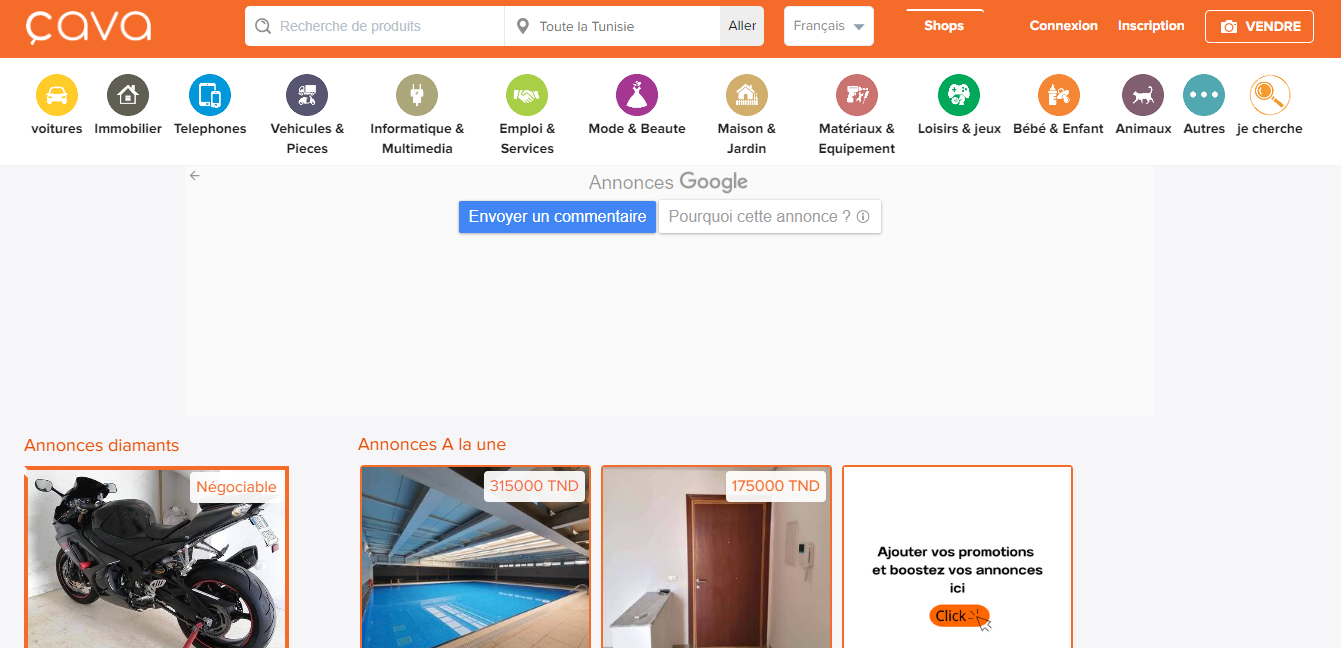 çava
Recherche de produits
Toute la Tunisie
Aller
Français
Shops
Connexion
Inscription
VENDRE
voitures
Immobilier
Telephones
Vehicules &
Pieces
Informatique &
Multimedia
Emploi &
Services
Mode & Beaute
Maison &
Jardin
Matériaux &
Equipement
Loisirs & jeux
Bébé & Enfant
Animaux
Autres
je cherche
Annonces Google
Envoyer un commentaire
Pourquoi cette annonce ?
Annonces diamants
Annonces A la une
Négociable
315000 TND
175000 TND
Ajouter vos promotions
et boostez vos annonces
ici
Click